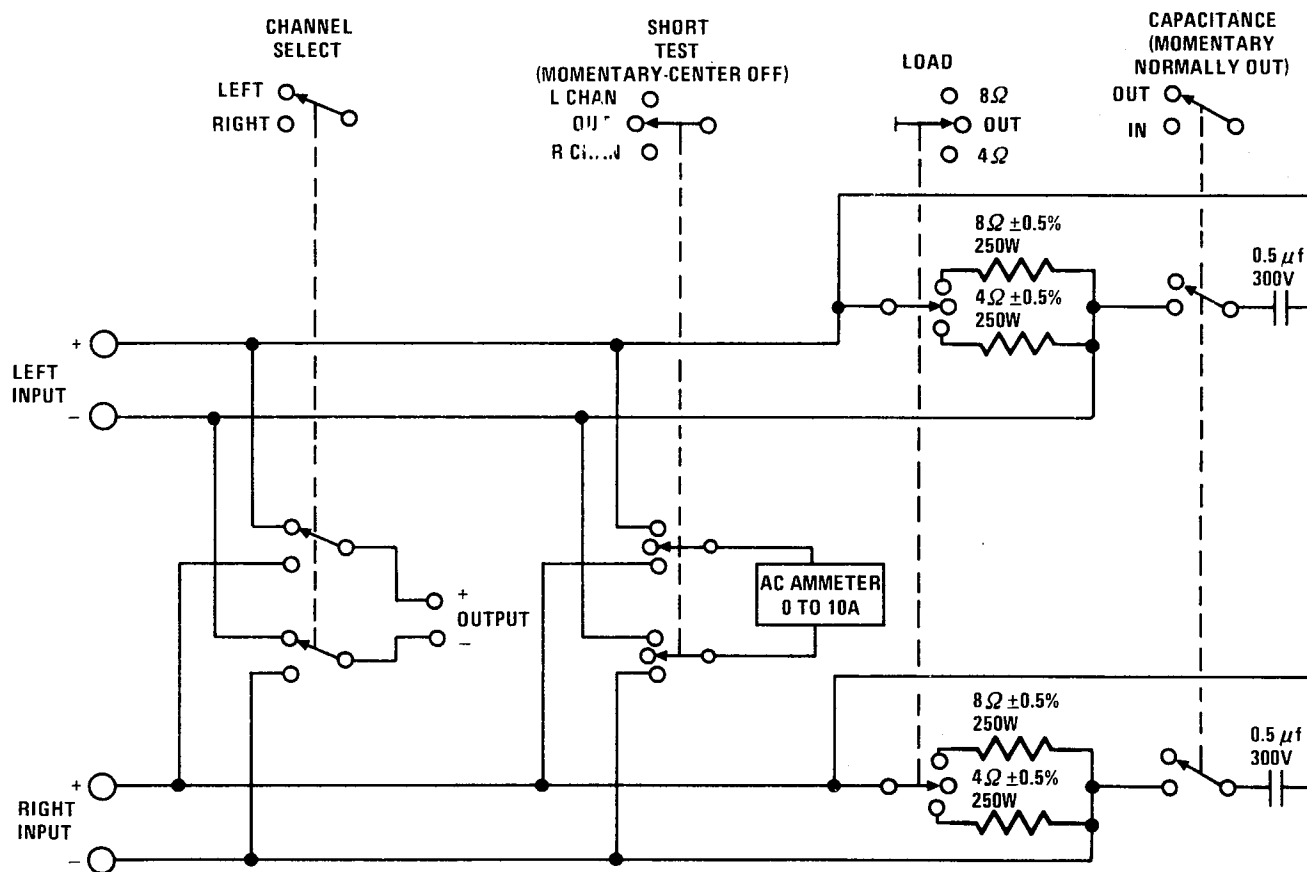 CHANNEL
SELECT
LEFT
RIGHT
SHORT
TEST
(MOMENTARY-CENTER OFF)
L CHAN
R
LOAD
8Ω
OUT
4Ω
CAPACITANCE
(MOMENTARY
NORMALLY OUT)
OUT
IN
8Ω ±0.5%
250W
4Ω ±0.5%
250W
0.5 μf
300V
+
LEFT
INPUT
−
+
OUTPUT
−
AC AMMETER
0 TO 10A
8Ω ±0.5%
250W
4Ω ±0.5%
250W
0.5 μf
300V
+
RIGHT
INPUT
−